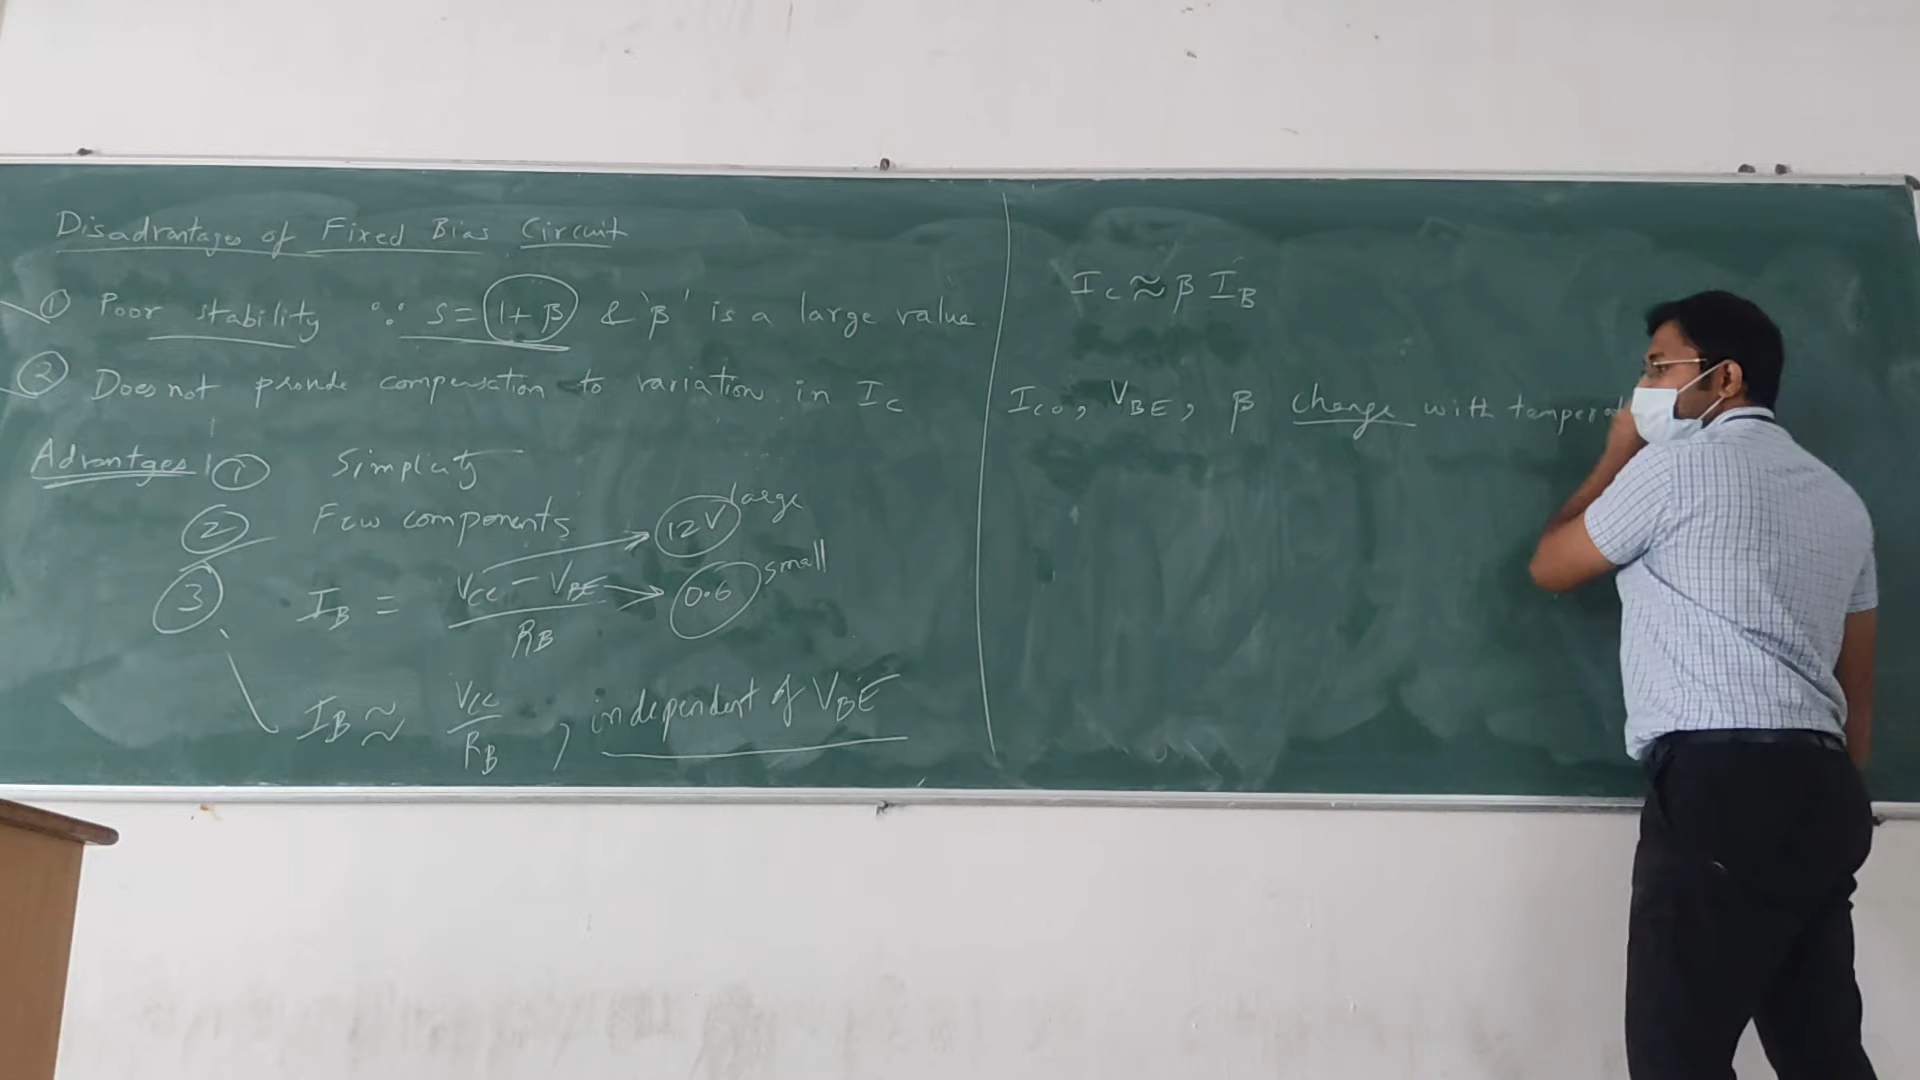 Disadvantages of Fixed Bias Circuit
① Poor stability ∵ S = 1 + β & 'β' is a large value
② Does not provide compensation to variation in IC
Advantges ① Simplicity
② Few components
12V large
③ IB = VCC - VBE / RB
0.6 small
IB ≈ VCC / RB , independent of VBE
IC ≈ β IB
ICO, VBE, β change with temperat